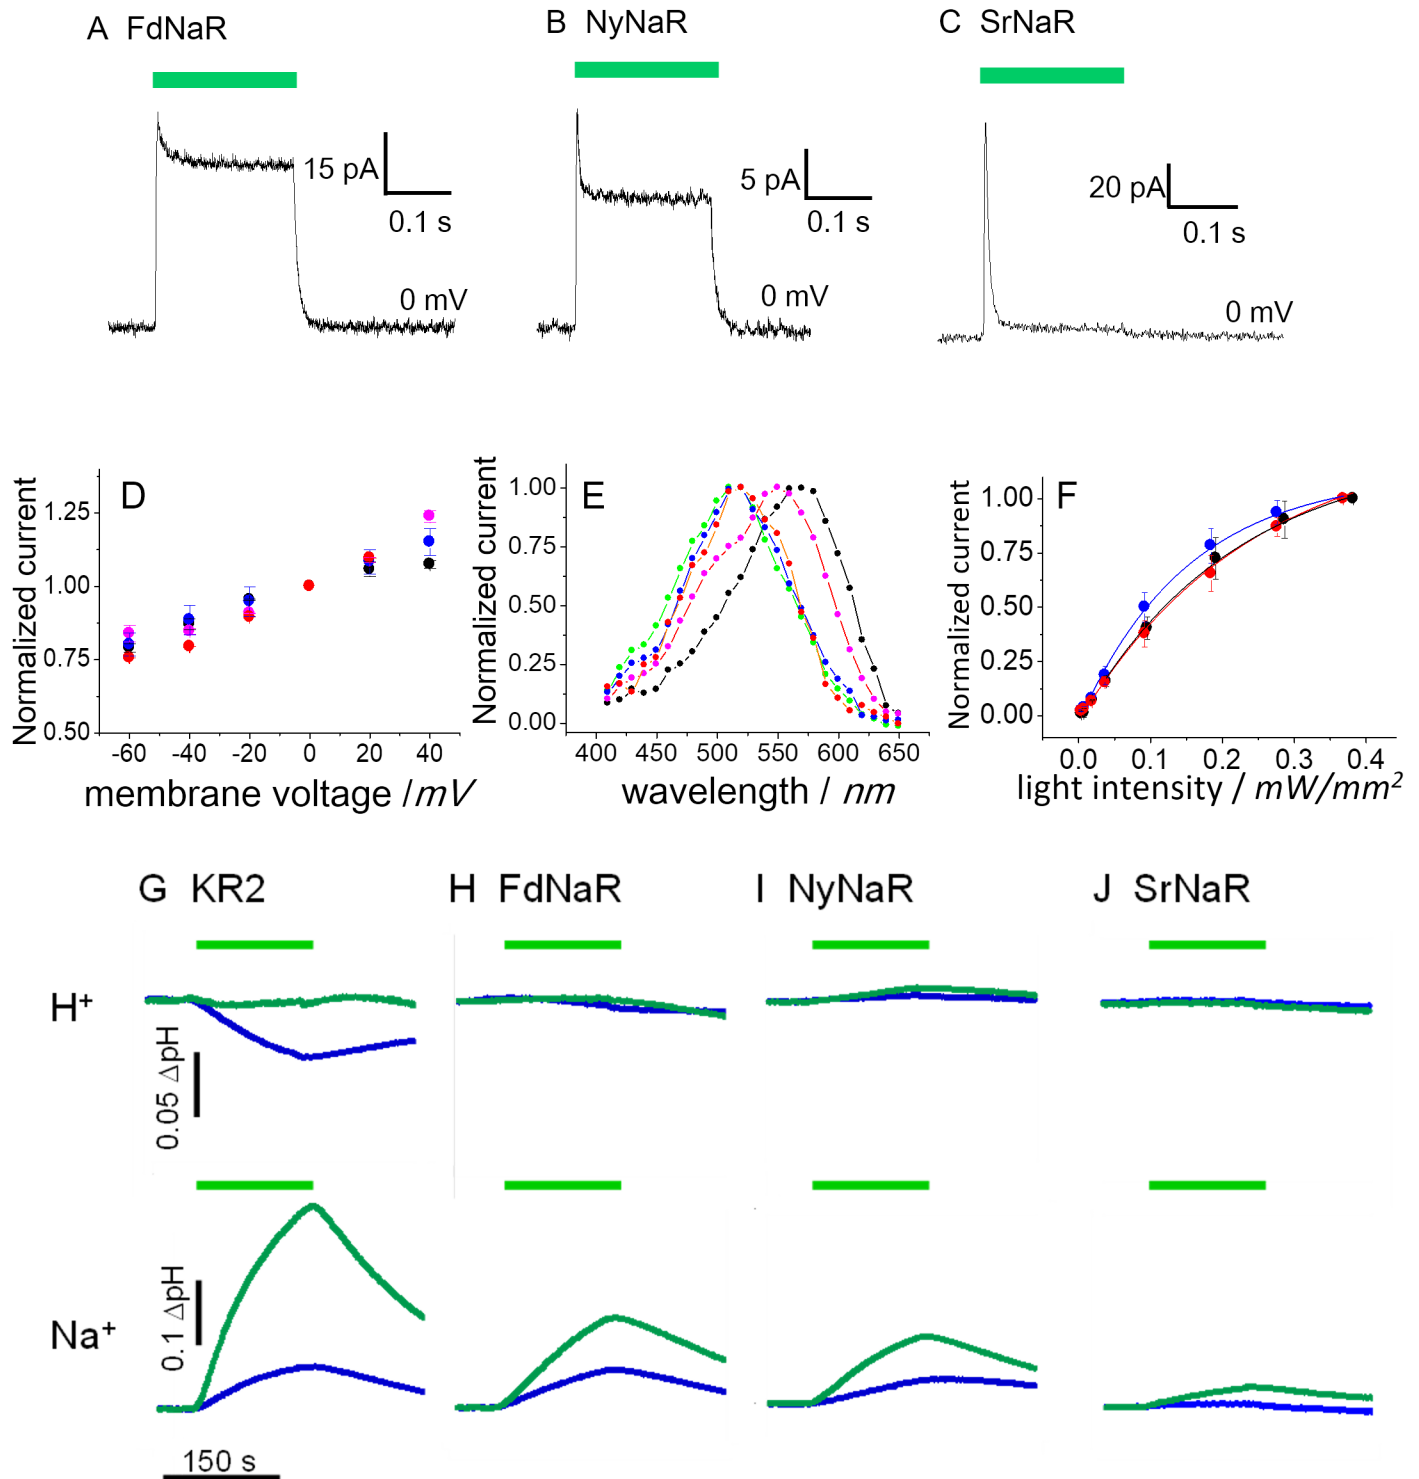 A FdNaR
B NyNaR
C SrNaR
15 pA
0.1 s
0 mV
5 pA
0.1 s
0 mV
20 pA
0.1 s
0 mV
D
Normalized current
1.25
1.00
0.75
0.50
-60 -40 -20 0 20 40
membrane voltage /mV
E
Normalized current
1.00
0.75
0.50
0.25
0.00
400 450 500 550 600 650
wavelength / nm
F
Normalized current
1.00
0.75
0.50
0.25
0.00
0.0 0.1 0.2 0.3 0.4
light intensity / mW/mm²
G KR2
H FdNaR
I NyNaR
J SrNaR
H⁺
0.05 ΔpH
Na⁺
0.1 ΔpH
150 s